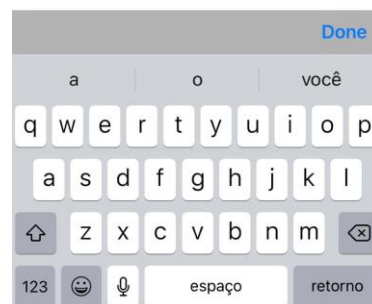 Done
a o você
q w e r t y u i o p
a s d f g h j k l
z x c v b n m
123 espaço retorno